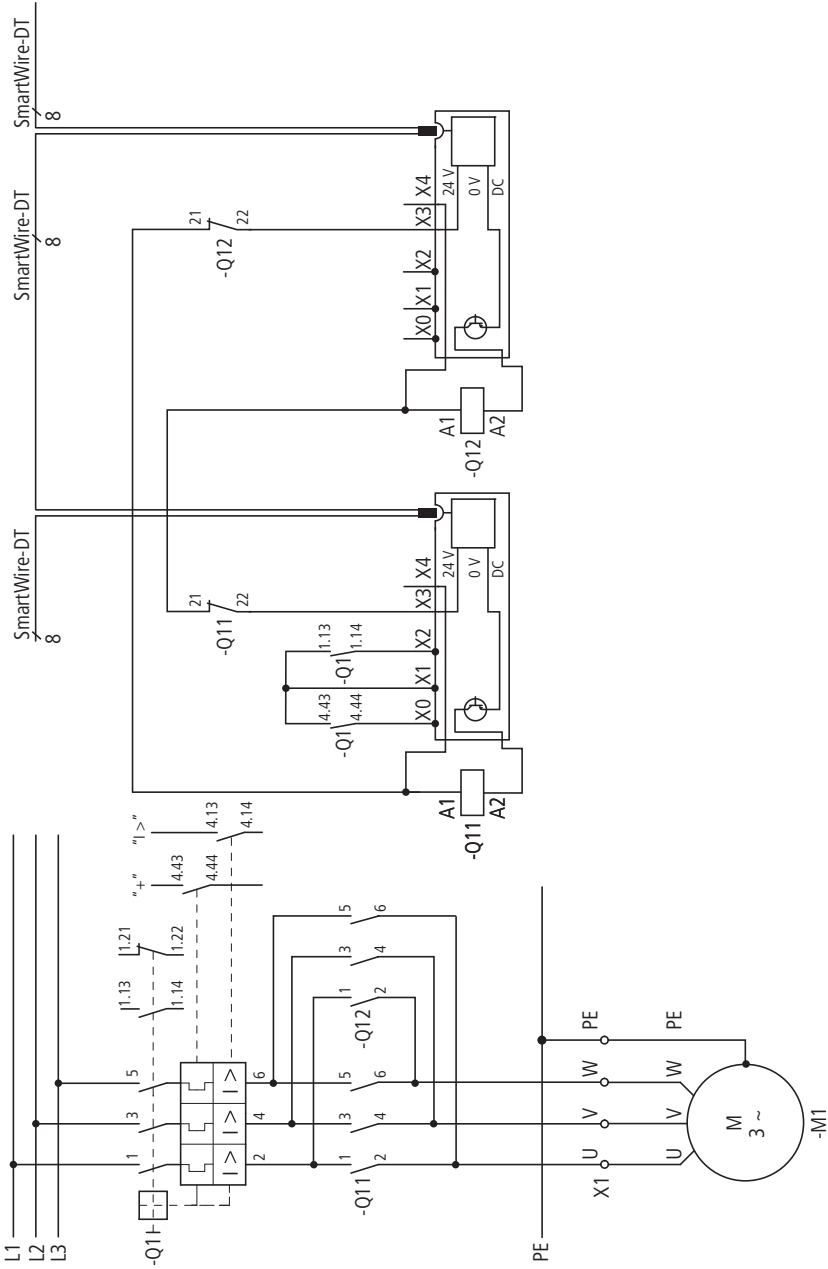 SmartWire-DT
8
SmartWire-DT
8
SmartWire-DT
8
21
22
-Q12
21
22
-Q11
X0
X1
X2
X3
X4
24 V
0 V
DC
A1
A2
-Q12
4.43
4.44
-Q1
1.13
1.14
-Q1
X0
X1
X2
X3
X4
24 V
0 V
DC
A1
A2
-Q11
L1
L2
L3
-Q1
1
3
5
1.13
1.14
1.21
1.22
"+"
4.43
4.44
"I >"
4.13
4.14
I >
I >
I >
2
4
6
-Q11
1
2
3
4
5
6
-Q12
1
2
3
4
5
6
PE
X1
U
V
W
PE
U
V
W
PE
M
3 ~
-M1